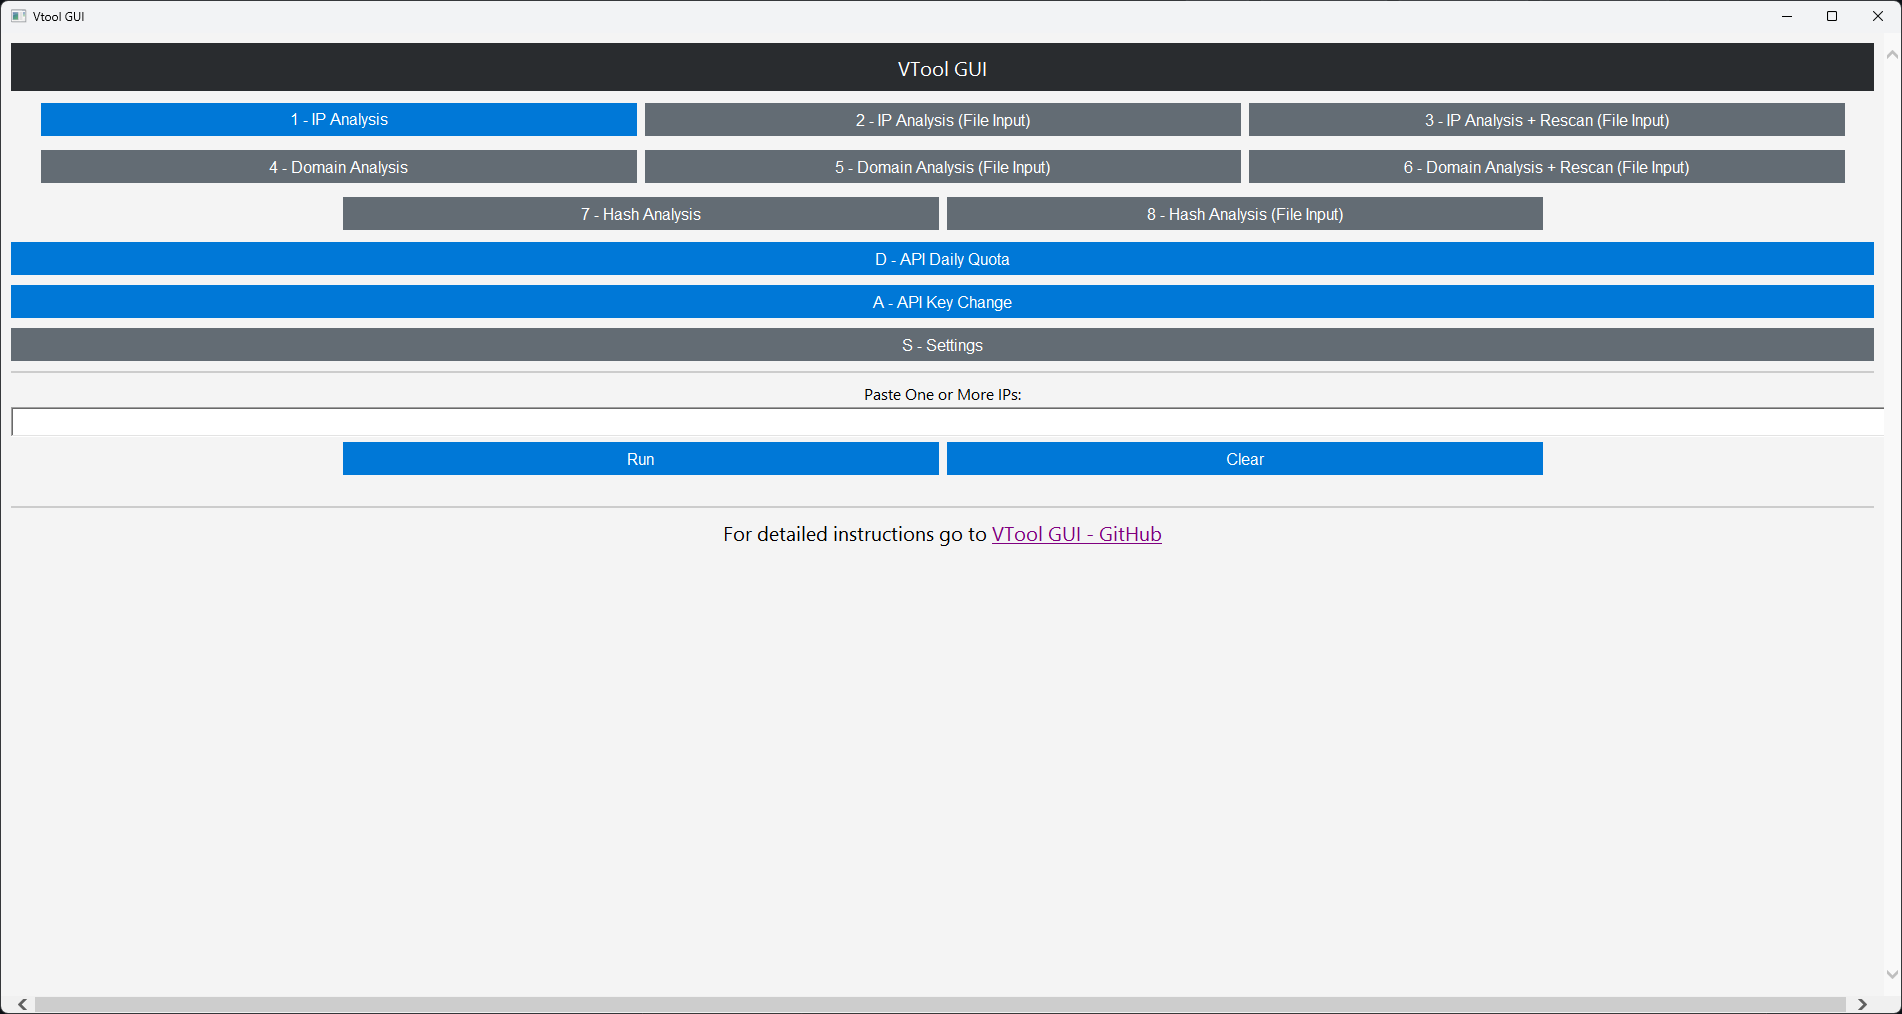 Vtool GUI
VTool GUI
1 - IP Analysis
2 - IP Analysis (File Input)
3 - IP Analysis + Rescan (File Input)
4 - Domain Analysis
5 - Domain Analysis (File Input)
6 - Domain Analysis + Rescan (File Input)
7 - Hash Analysis
8 - Hash Analysis (File Input)
D - API Daily Quota
A - API Key Change
S - Settings
Paste One or More IPs:
Run
Clear
For detailed instructions go to VTool GUI - GitHub